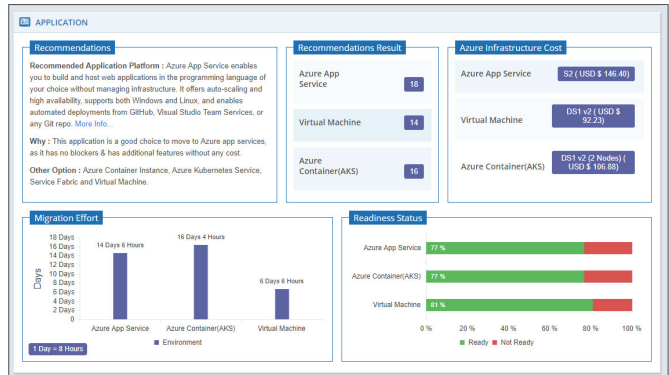 APPLICATION
Recommendations
Recommended Application Platform : Azure App Service enables
you to build and host web applications in the programming language of
your choice without managing infrastructure. It offers auto-scaling and
high availability, supports both Windows and Linux, and enables
automated deployments from GitHub, Visual Studio Team Services, or
any Git repo. More Info...
Why : This application is a good choice to move to Azure app services,
as it has no blockers & has additional features without any cost.
Other Option : Azure Container Instance, Azure Kubernetes Service,
Service Fabric and Virtual Machine.
Recommendations Result
Azure App
Service
18
Virtual Machine
14
Azure
Container(AKS)
16
Azure Infrastructure Cost
Azure App Service
S2 ( USD $ 146.40)
Virtual Machine
DS1 v2 ( USD $
92.23)
Azure Container(AKS)
DS1 v2 (2 Nodes) (
USD $ 106.88)
Migration Effort
Days
18 Days
16 Days
14 Days
12 Days
10 Days
8 Days
6 Days
4 Days
2 Days
0
14 Days 6 Hours
16 Days 4 Hours
6 Days 6 Hours
Azure App Service
Azure Container(AKS)
Virtual Machine
Environment
1 Day = 8 Hours
Readiness Status
Azure App Service
77 %
Azure Container(AKS)
77 %
Virtual Machine
81 %
0 %
20 %
40 %
60 %
80 %
100 %
Ready
Not Ready